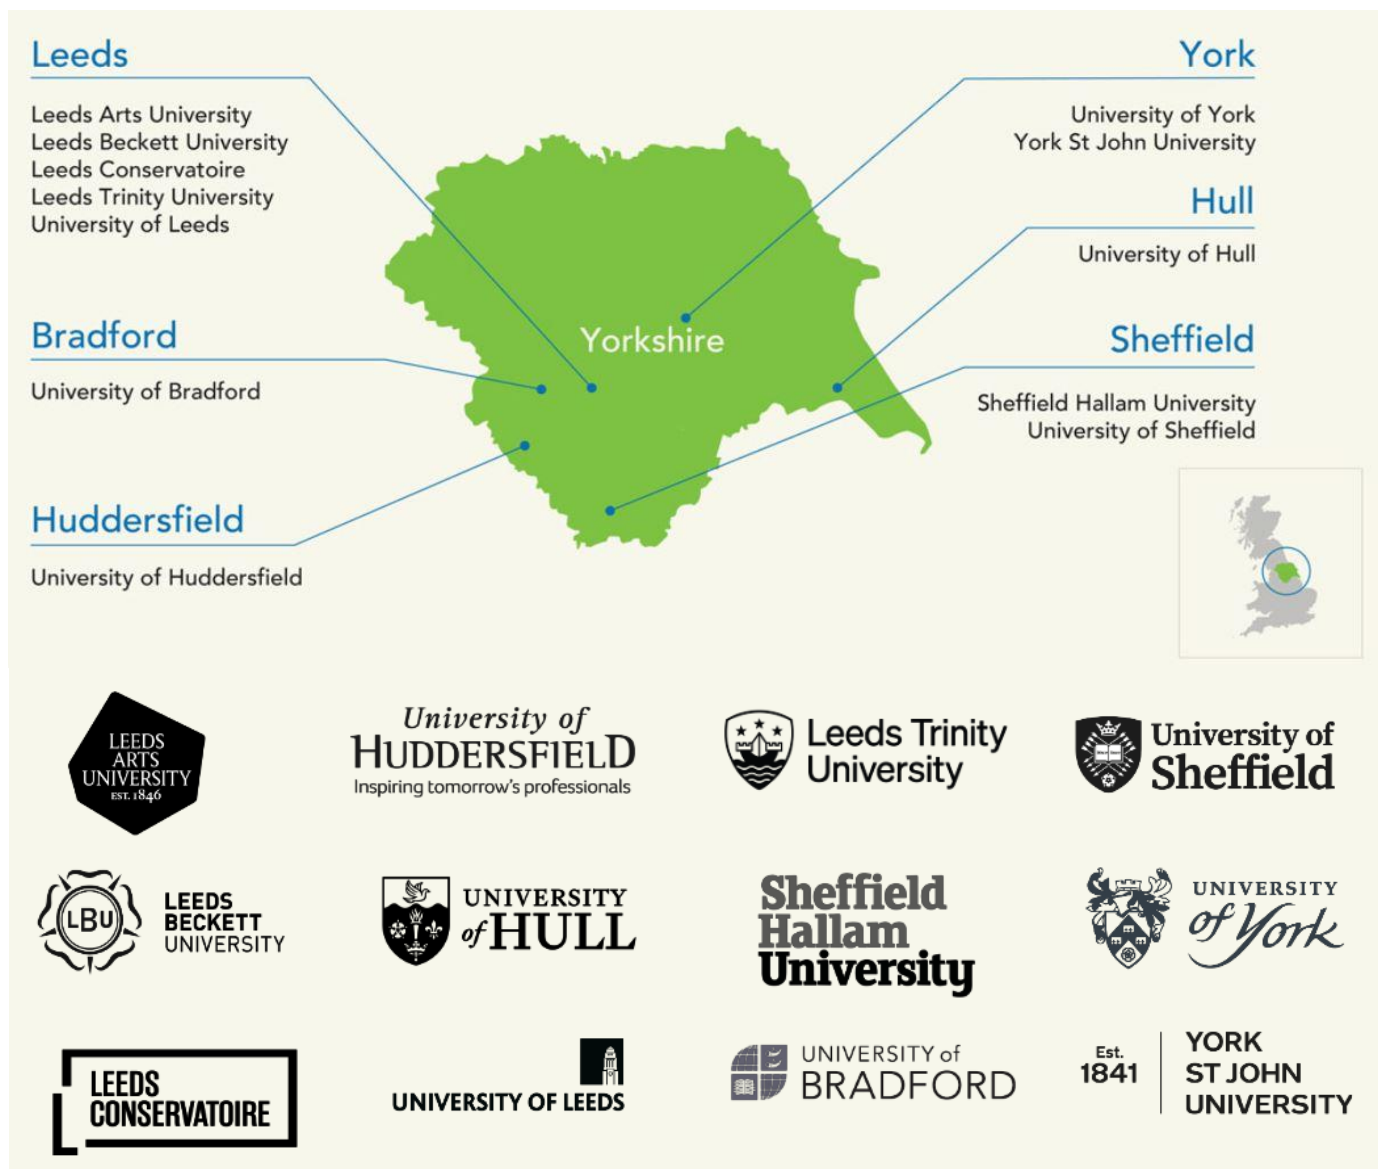 Leeds
Leeds Arts University
Leeds Beckett University
Leeds Conservatoire
Leeds Trinity University
University of Leeds
Bradford
University of Bradford
Huddersfield
University of Huddersfield
Yorkshire
York
University of York
York St John University
Hull
University of Hull
Sheffield
Sheffield Hallam University
University of Sheffield
LEEDS
ARTS
UNIVERSITY
EST. 1846
University of
HUDDERSFIELD
Inspiring tomorrow's professionals
Leeds Trinity
University
University of
Sheffield
LBU
LEEDS
BECKETT
UNIVERSITY
UNIVERSITY
of HULL
Sheffield
Hallam
University
UNIVERSITY
of York
LEEDS
CONSERVATOIRE
UNIVERSITY OF LEEDS
UNIVERSITY of
BRADFORD
Est.
1841
YORK
ST JOHN
UNIVERSITY